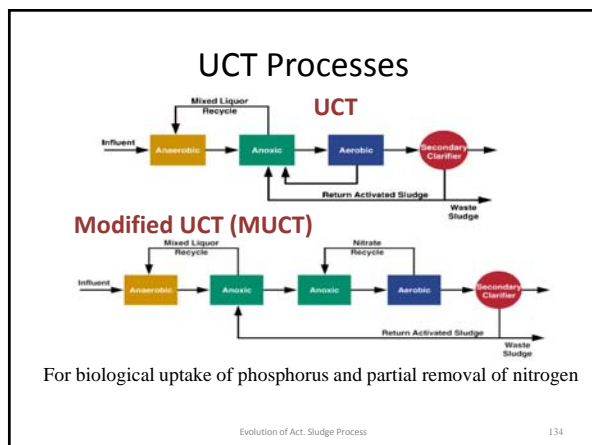 UCT Processes
Mixed Liquor
Recycle
UCT
Influent
Anaerobic
Anoxic
Aerobic
Secondary
Clarifier
Return Activated Sludge
Waste
Sludge
Modified UCT (MUCT)
Mixed Liquor
Recycle
Nitrate
Recycle
Influent
Anaerobic
Anoxic
Anoxic
Aerobic
Secondary
Clarifier
Return Activated Sludge
Waste
Sludge
For biological uptake of phosphorus and partial removal of nitrogen
Evolution of Act. Sludge Process
134